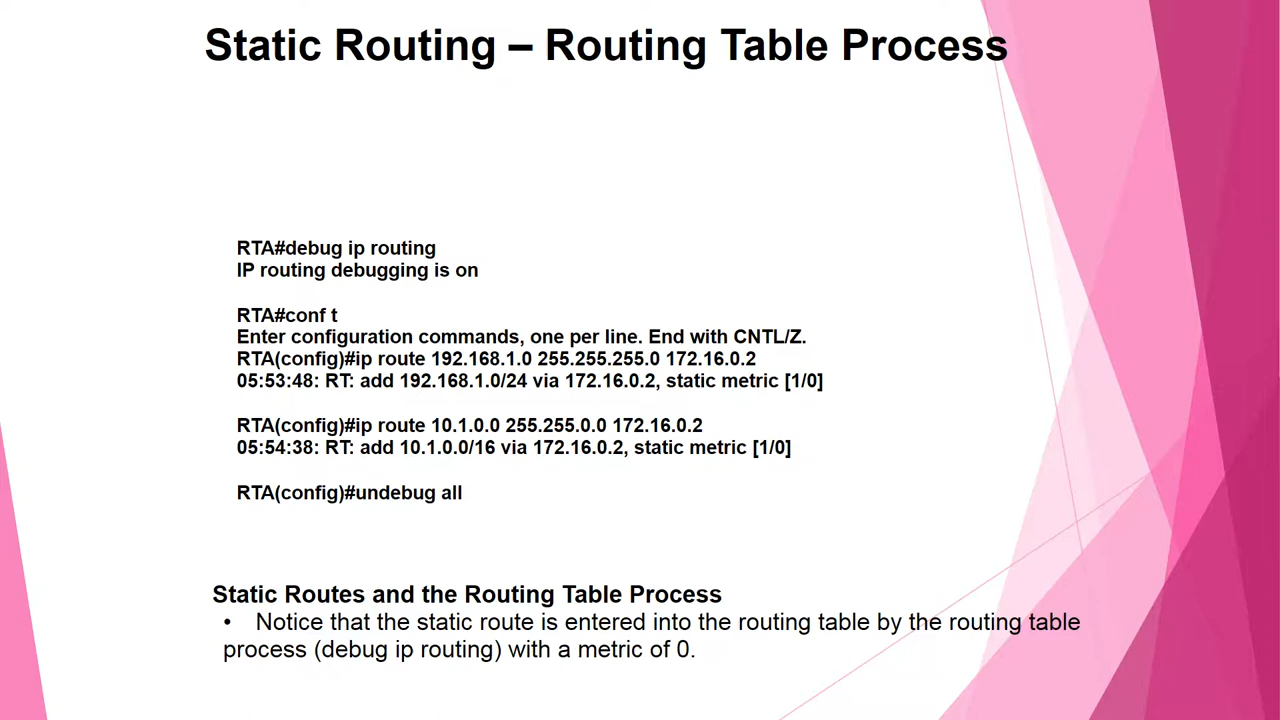 Static Routing – Routing Table Process
RTA#debug ip routing
IP routing debugging is on
RTA#conf t
Enter configuration commands, one per line. End with CNTL/Z.
RTA(config)#ip route 192.168.1.0 255.255.255.0 172.16.0.2
05:53:48: RT: add 192.168.1.0/24 via 172.16.0.2, static metric [1/0]
RTA(config)#ip route 10.1.0.0 255.255.0.0 172.16.0.2
05:54:38: RT: add 10.1.0.0/16 via 172.16.0.2, static metric [1/0]
RTA(config)#undebug all
Static Routes and the Routing Table Process
• Notice that the static route is entered into the routing table by the routing table
process (debug ip routing) with a metric of 0.